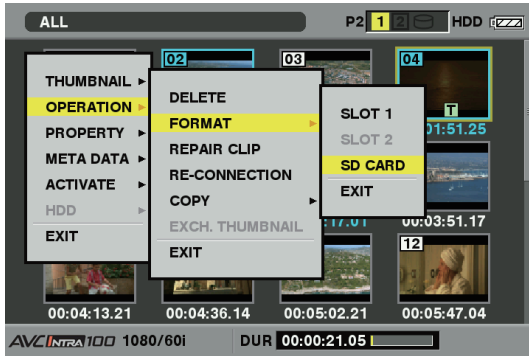 ALL P2 1 2 HDD
02 03 04
THUMBNAIL
OPERATION
PROPERTY
META DATA
ACTIVATE
HDD
EXIT
DELETE
FORMAT
REPAIR CLIP
RE-CONNECTION
COPY
EXCH. THUMBNAIL
EXIT
SLOT 1
SLOT 2
SD CARD
EXIT
T
01:51.25
:17.01 00:03:51.17
12
00:04:13.21 00:04:36.14 00:05:02.21 00:05:47.04
AVC INTRA 100 1080/60i DUR 00:00:21.05